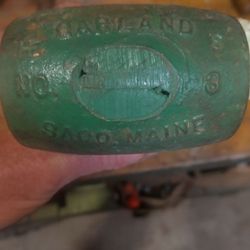 GARLAND
NO. 3
SACO, MAINE